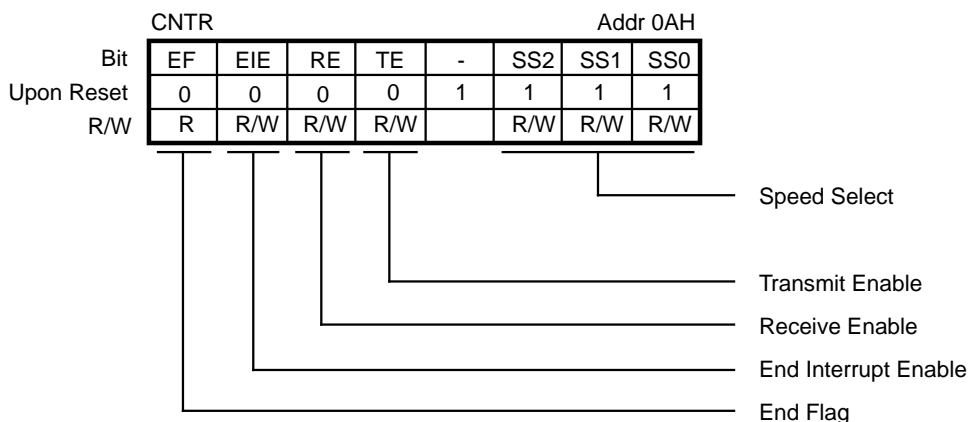 CNTR Addr 0AH
Bit EF EIE RE TE - SS2 SS1 SS0
Upon Reset 0 0 0 0 1 1 1 1
R/W R R/W R/W R/W R/W R/W R/W
Speed Select
Transmit Enable
Receive Enable
End Interrupt Enable
End Flag